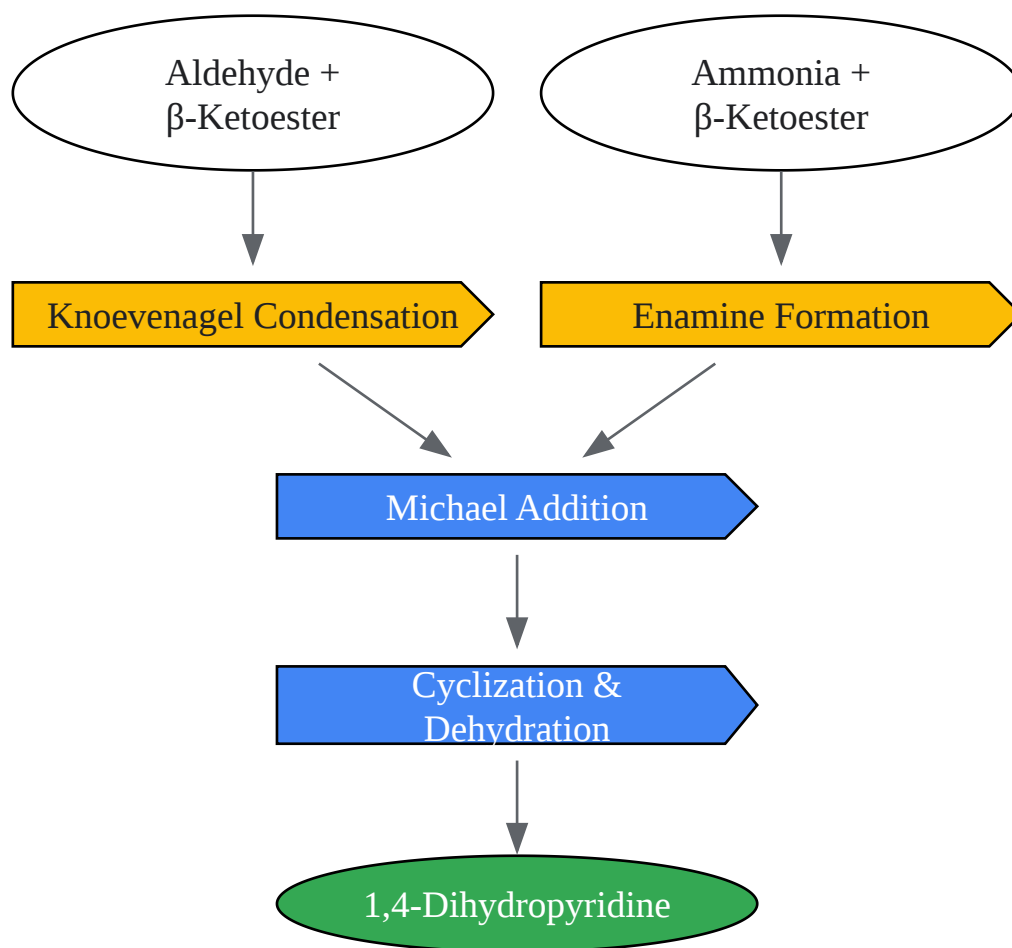 Aldehyde +
β-Ketoester
Ammonia +
β-Ketoester
Knoevenagel Condensation
Enamine Formation
Michael Addition
Cyclization &
Dehydration
1,4-Dihydropyridine